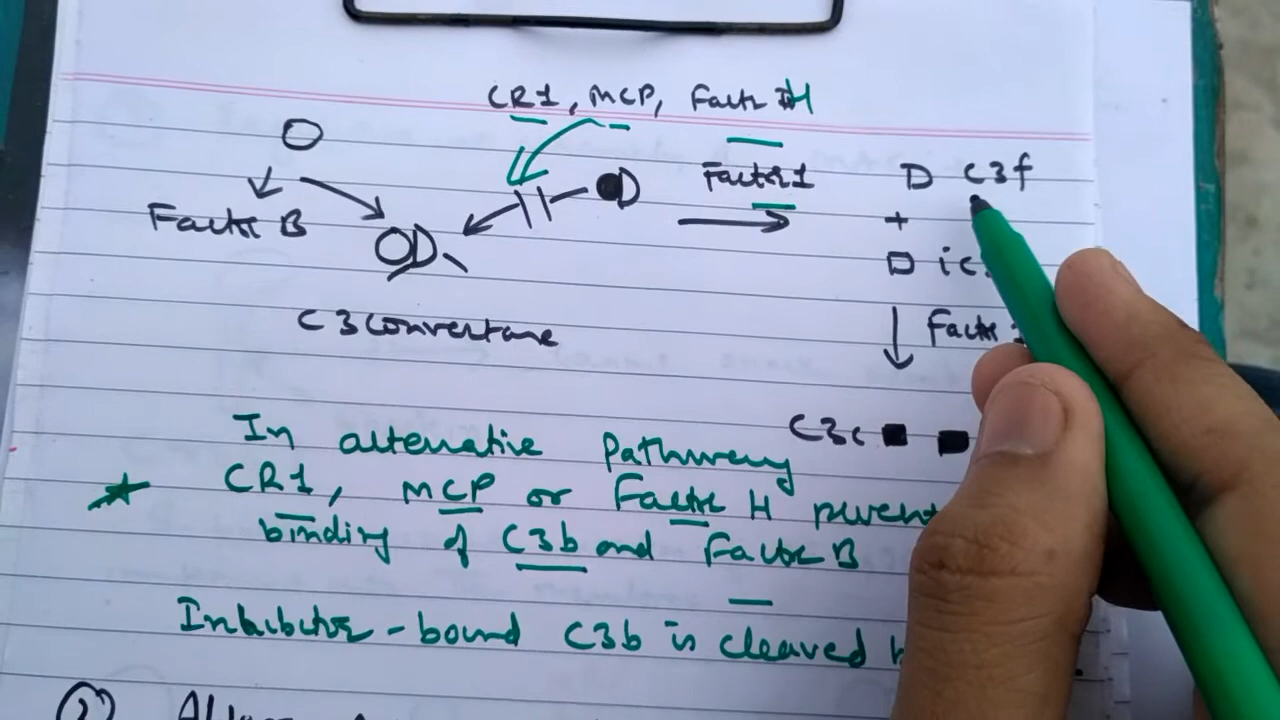 CR1, MCP, Factor H
Factor I
D C3f
+
Factor B
ic
C3 Convertase
Factor
C3c
In alternative Pathway
CR1, MCP or Factor H prevent
binding of C3b and Factor B
Inhibitor-bound C3b is cleaved